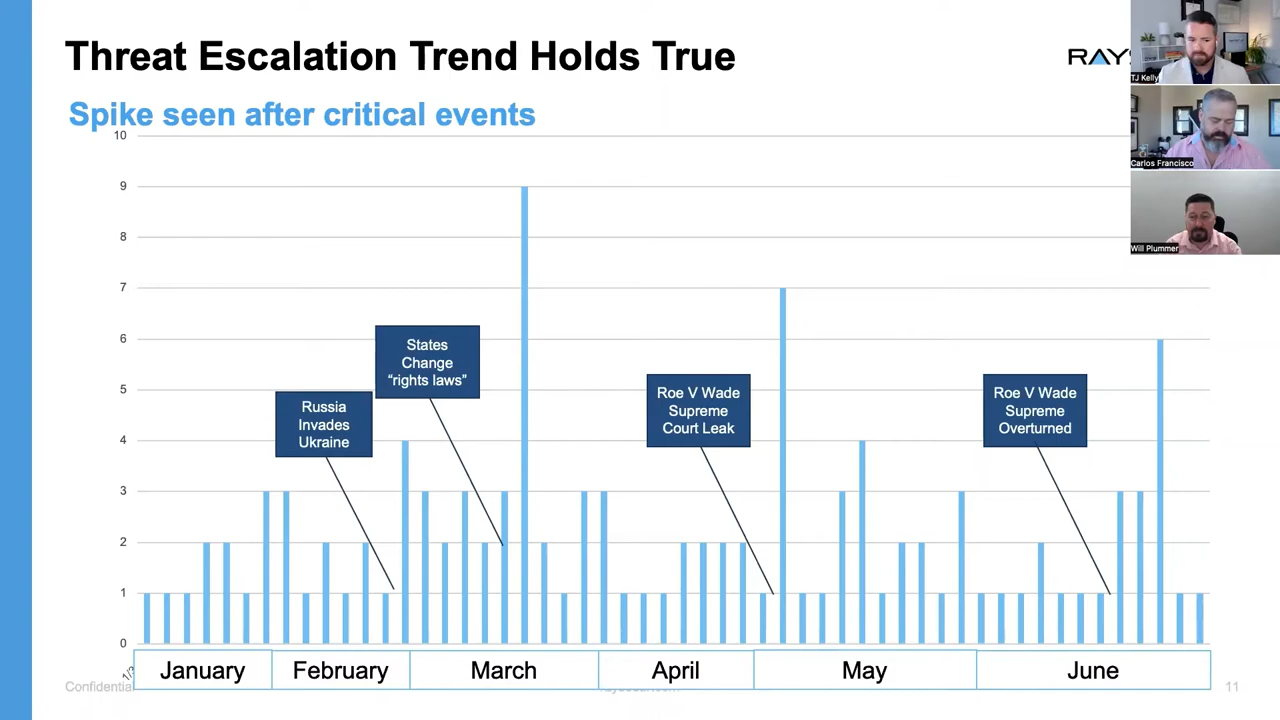 Threat Escalation Trend Holds True
RAYS
TJ Kelly
Spike seen after critical events
Carlos Francisco
Will Plummer
10
9
8
7
6
5
4
3
2
1
0
Russia
Invades
Ukraine
States
Change
“rights laws”
Roe V Wade
Supreme
Court Leak
Roe V Wade
Supreme
Overturned
January
February
March
April
May
June
Confidential
11